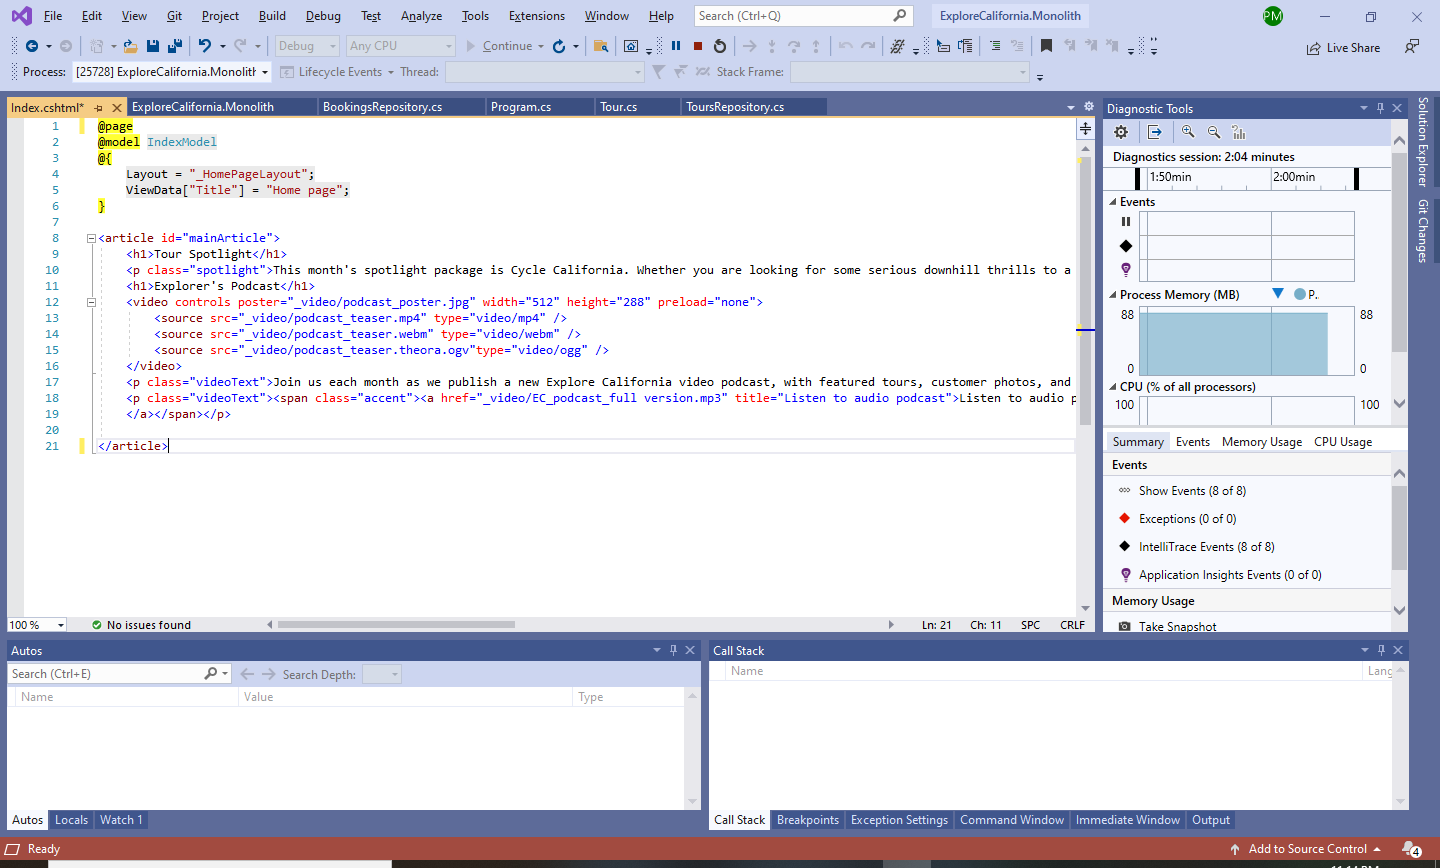 File Edit View Git Project Build Debug Test Analyze Tools Extensions Window Help Search (Ctrl+Q) ExploreCalifornia.Monolith PM
Debug Any CPU Continue Live Share
Process: [25728] ExploreCalifornia.Monolith Lifecycle Events Thread: Stack Frame:
Index.cshtml* ExploreCalifornia.Monolith BookingsRepository.cs Program.cs Tour.cs ToursRepository.cs
1 @page
2 @model IndexModel
3 @{
4 Layout = "_HomePageLayout";
5 ViewData["Title"] = "Home page";
6 }
7
8 <article id="mainArticle">
9 <h1>Tour Spotlight</h1>
10 <p class="spotlight">This month's spotlight package is Cycle California. Whether you are looking for some serious downhill thrills to a
11 <h1>Explorer's Podcast</h1>
12 <video controls poster="_video/podcast_poster.jpg" width="512" height="288" preload="none">
13 <source src="_video/podcast_teaser.mp4" type="video/mp4" />
14 <source src="_video/podcast_teaser.webm" type="video/webm" />
15 <source src="_video/podcast_teaser.theora.ogv"type="video/ogg" />
16 </video>
17 <p class="videoText">Join us each month as we publish a new Explore California video podcast, with featured tours, customer photos, and
18 <p class="videoText"><span class="accent"><a href="_video/EC_podcast_full version.mp3" title="Listen to audio podcast">Listen to audio p
19 </a></span></p>
20
21 </article>
100 % No issues found Ln: 21 Ch: 11 SPC CRLF
Diagnostic Tools
Diagnostics session: 2:04 minutes
1:50min 2:00min
Events
Process Memory (MB) P..
88 88
0 0
CPU (% of all processors)
100 100
Summary Events Memory Usage CPU Usage
Events
Show Events (8 of 8)
Exceptions (0 of 0)
IntelliTrace Events (8 of 8)
Application Insights Events (0 of 0)
Memory Usage
Take Snapshot
Solution Explorer
Git Changes
Autos
Search (Ctrl+E) Search Depth:
Name Value Type
Autos Locals Watch 1
Call Stack
Name Lang
Call Stack Breakpoints Exception Settings Command Window Immediate Window Output
Ready Add to Source Control 4